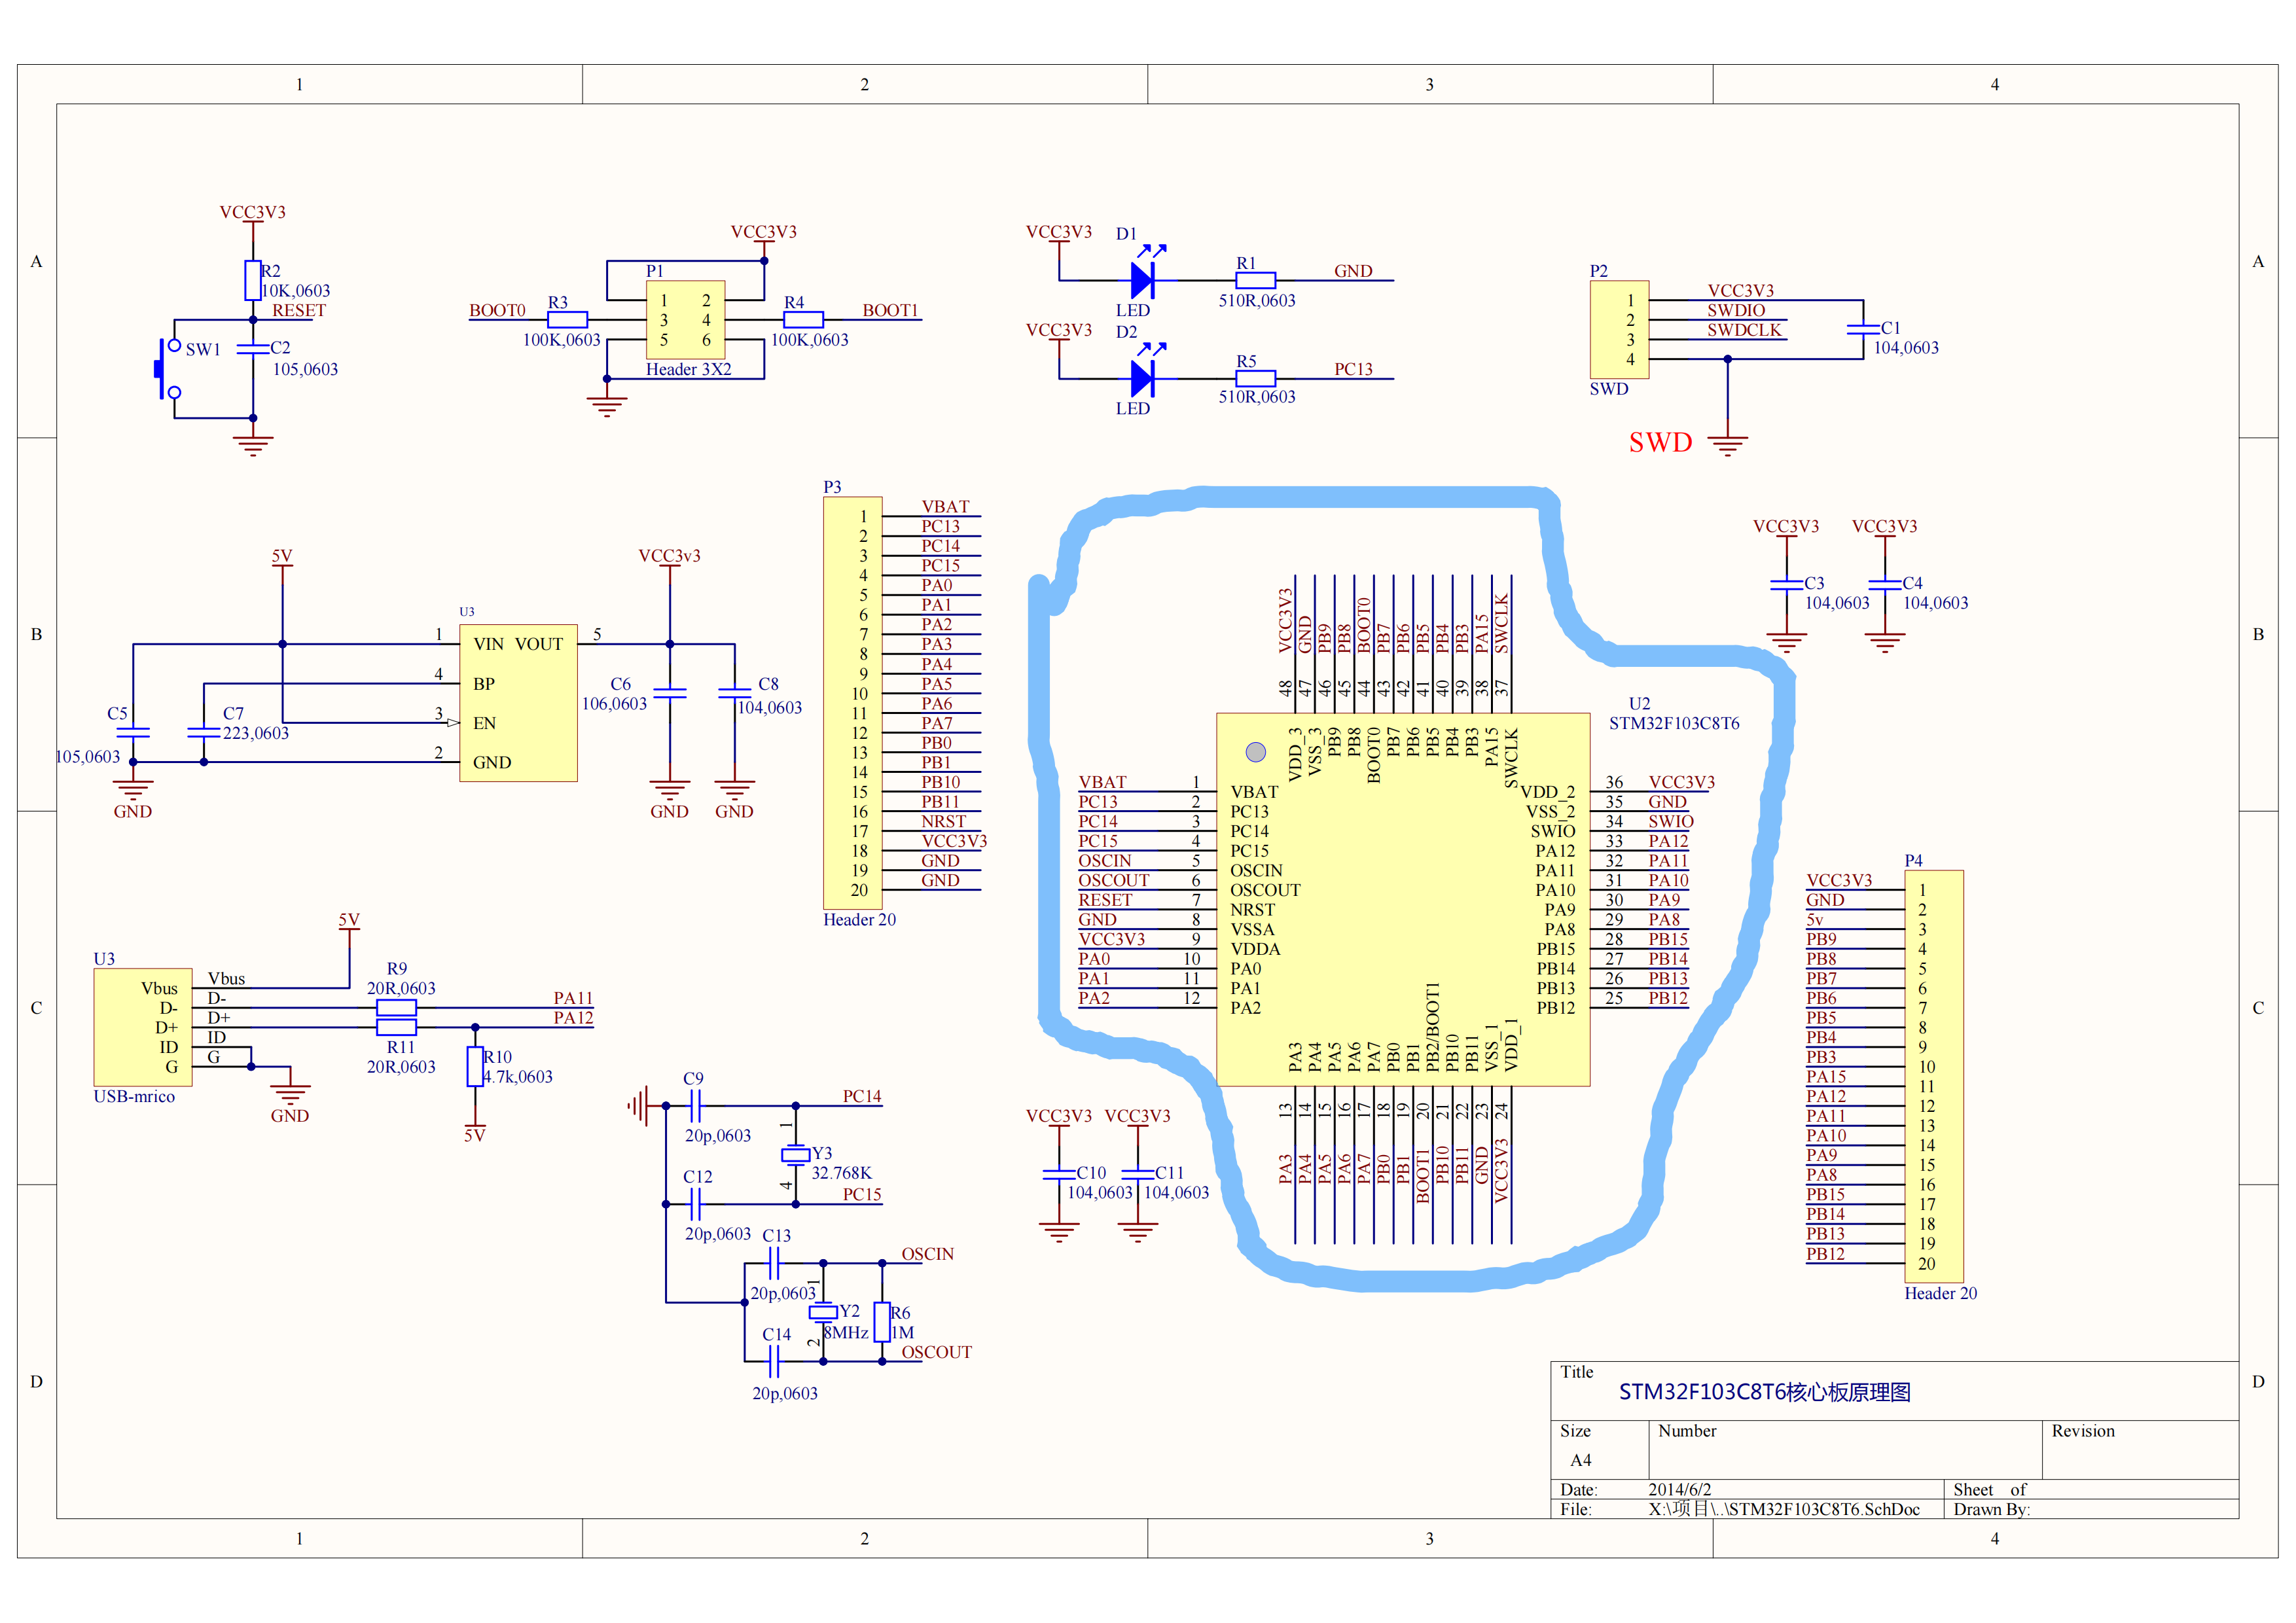 1
2
3
4
A
A
VCC3V3
R2
10K,0603
RESET
SW1
C2
105,0603
VCC3V3
P1
1 2
3 4
5 6
Header 3X2
BOOT0
R3
100K,0603
R4
100K,0603
BOOT1
VCC3V3
D1
LED
R1
510R,0603
GND
VCC3V3
D2
LED
R5
510R,0603
PC13
P2
1 VCC3V3
2 SWDIO
3 SWDCLK
4
SWD
C1
104,0603
SWD
B
B
5V
U3
1 VIN VOUT 5
4 BP
3 EN
2 GND
C5
105,0603
C7
223,0603
GND
VCC3v3
C6
106,0603
C8
104,0603
GND
GND
P3
1 VBAT
2 PC13
3 PC14
4 PC15
5 PA0
6 PA1
7 PA2
8 PA3
9 PA4
10 PA5
11 PA6
12 PA7
13 PB0
14 PB1
15 PB10
16 PB11
17 NRST
18 VCC3V3
19 GND
20 GND
Header 20
VCC3V3 48 VDD_3
GND 47 VSS_3
PB9 46 PB9
PB8 45 PB8
BOOT0 44 BOOT0
PB7 43 PB7
PB6 42 PB6
PB5 41 PB5
PB4 40 PB4
PB3 39 PB3
PA15 38 PA15
SWCLK 37 SWCLK
U2
STM32F103C8T6
VBAT 1 VBAT
PC13 2 PC13
PC14 3 PC14
PC15 4 PC15
OSCIN 5 OSCIN
OSCOUT 6 OSCOUT
RESET 7 NRST
GND 8 VSSA
VCC3V3 9 VDDA
PA0 10 PA0
PA1 11 PA1
PA2 12 PA2
VDD_2 36 VCC3V3
VSS_2 35 GND
SWIO 34 SWIO
PA12 33 PA12
PA11 32 PA11
PA10 31 PA10
PA9 30 PA9
PA8 29 PA8
PB15 28 PB15
PB14 27 PB14
PB13 26 PB13
PB12 25 PB12
PA3 13 PA3
PA4 14 PA4
PA5 15 PA5
PA6 16 PA6
PA7 17 PA7
PB0 18 PB0
PB1 19 PB1
PB2/BOOT1 20 BOOT1
PB10 21 PB10
PB11 22 PB11
VSS_1 23 GND
VDD_1 24 VCC3V3
VCC3V3
C3
104,0603
VCC3V3
C4
104,0603
C
C
P4
VCC3V3 1
GND 2
5v 3
PB9 4
PB8 5
PB7 6
PB6 7
PB5 8
PB4 9
PB3 10
PA15 11
PA12 12
PA11 13
PA10 14
PA9 15
PA8 16
PB15 17
PB14 18
PB13 19
PB12 20
Header 20
5V
U3
Vbus Vbus
D- D-
D+ D+
ID ID
G G
USB-mrico
GND
R9
20R,0603
R11
20R,0603
PA11
PA12
R10
4.7k,0603
5V
C9
20p,0603
PC14
1
Y3
32.768K
4
C12
20p,0603
PC15
C13
20p,0603
OSCIN
1
Y2
8MHz
2
R6
1M
C14
20p,0603
OSCOUT
VCC3V3
C10
104,0603
VCC3V3
C11
104,0603
D
D
Title
STM32F103C8T6核心板原理图
Size
A4
Number
Revision
Date: 2014/6/2
Sheet of
File: X:\项目\..\STM32F103C8T6.SchDoc
Drawn By:
1
2
3
4